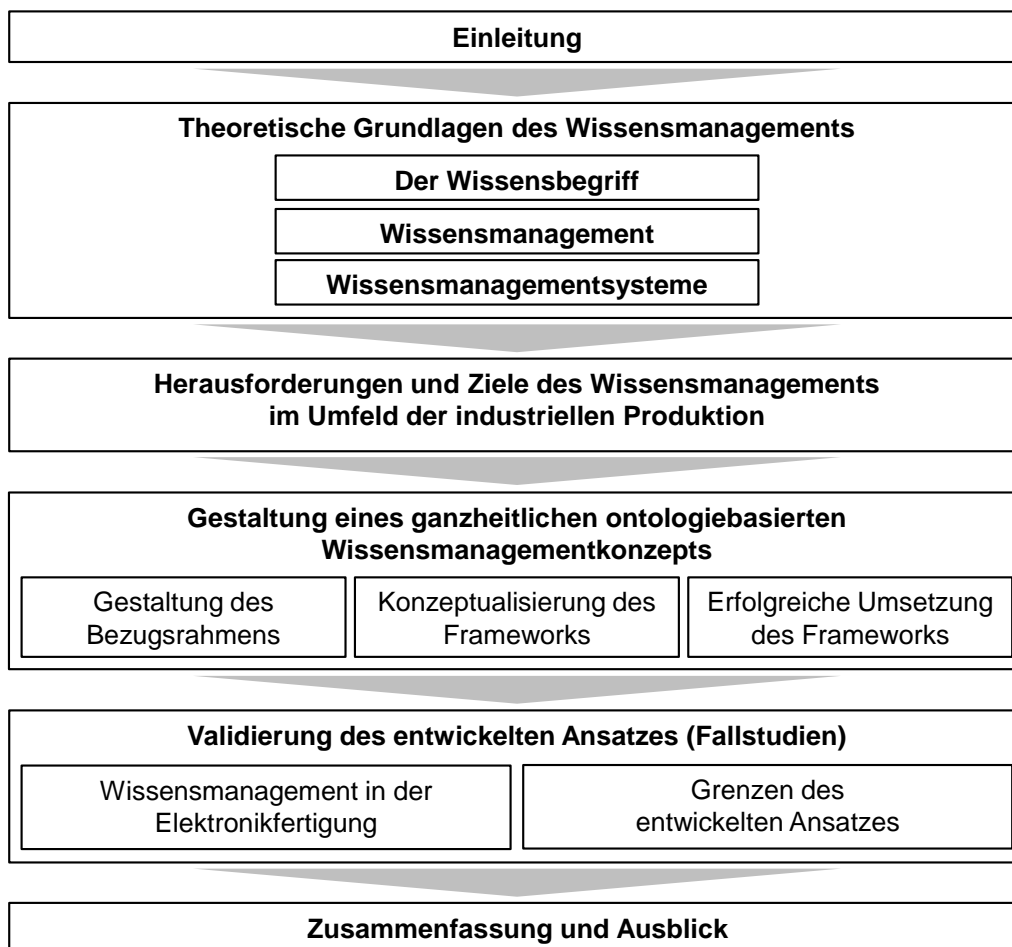 Einleitung
Theoretische Grundlagen des Wissensmanagements
Der Wissensbegriff
Wissensmanagement
Wissensmanagementsysteme
Herausforderungen und Ziele des Wissensmanagements
im Umfeld der industriellen Produktion
Gestaltung eines ganzheitlichen ontologiebasierten
Wissensmanagementkonzepts
Gestaltung des
Bezugsrahmens
Konzeptualisierung des
Frameworks
Erfolgreiche Umsetzung
des Frameworks
Validierung des entwickelten Ansatzes (Fallstudien)
Wissensmanagement in der
Elektronikfertigung
Grenzen des
entwickelten Ansatzes
Zusammenfassung und Ausblick